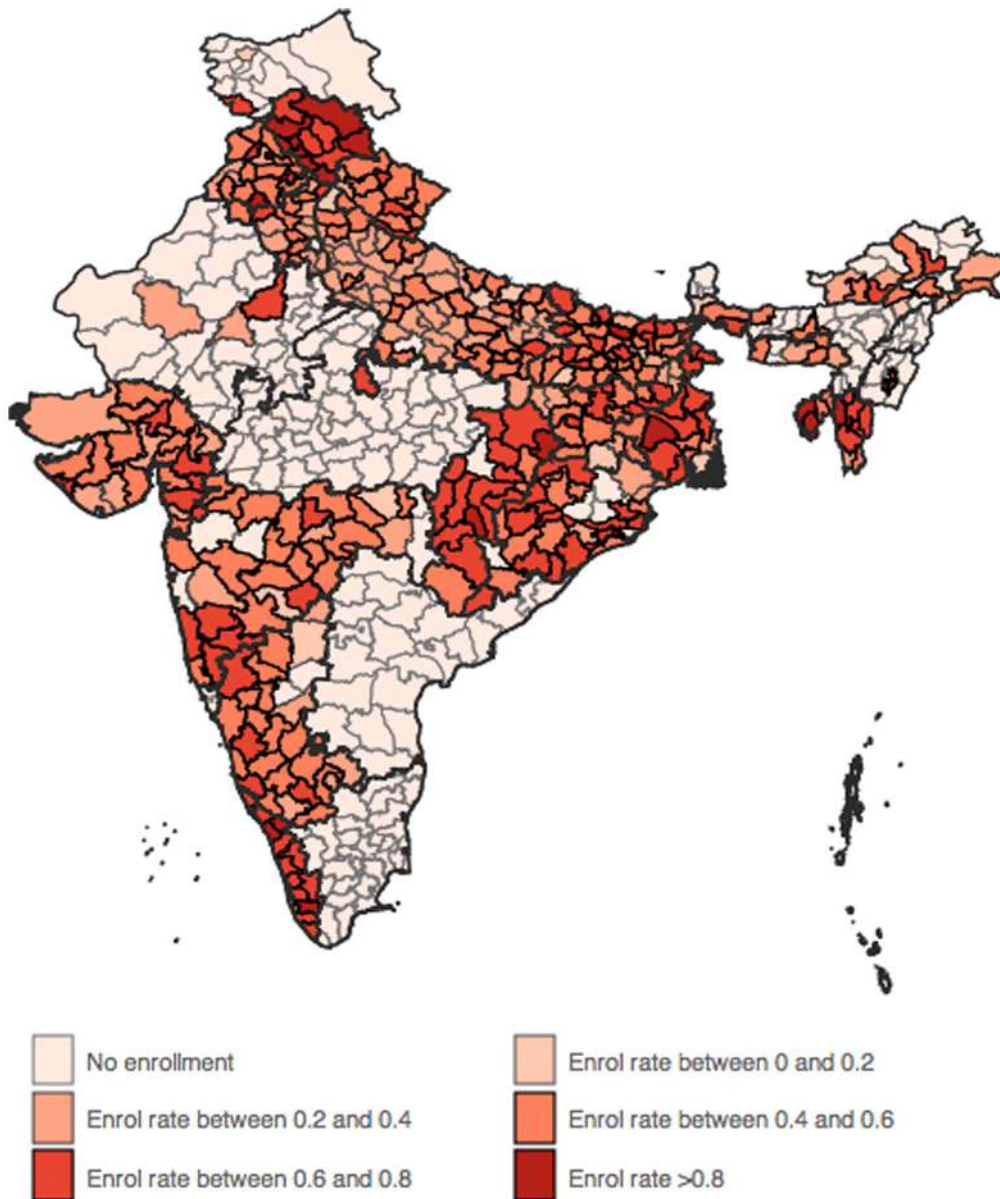 No enrollment
Enrol rate between 0 and 0.2
Enrol rate between 0.2 and 0.4
Enrol rate between 0.4 and 0.6
Enrol rate between 0.6 and 0.8
Enrol rate >0.8